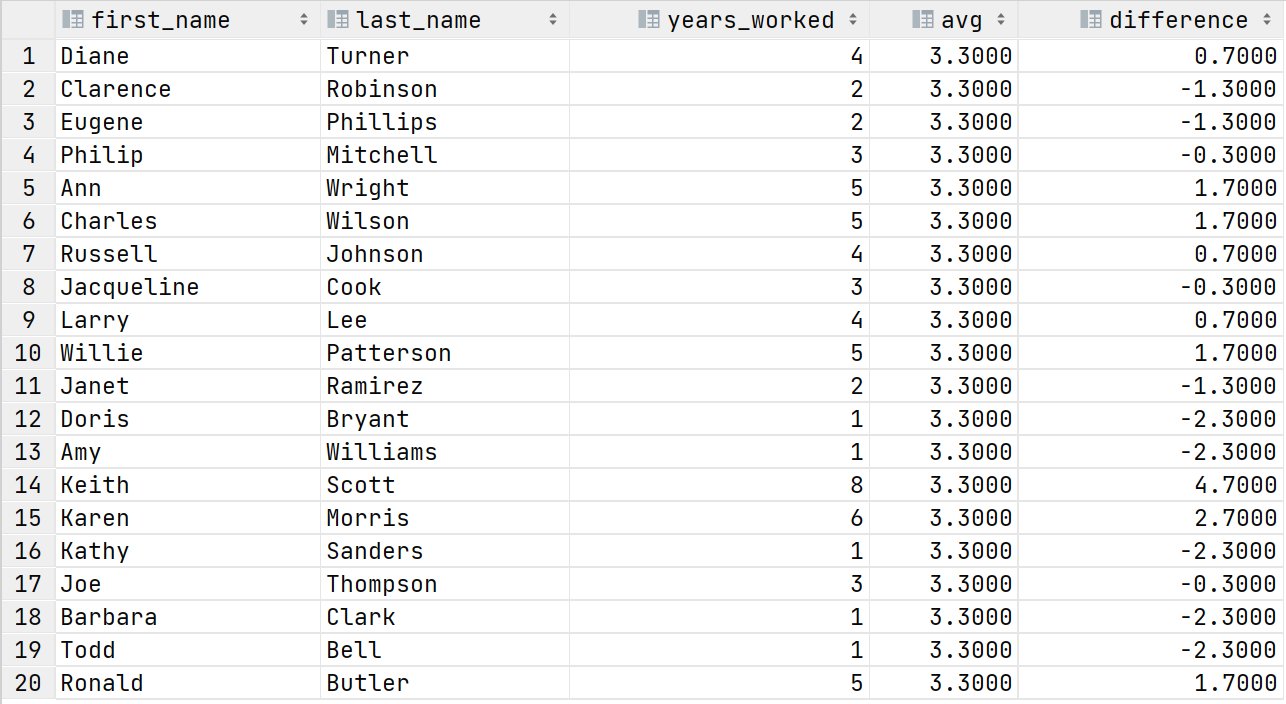 first_name last_name years_worked avg difference
1 Diane Turner 4 3.3000 0.7000
2 Clarence Robinson 2 3.3000 -1.3000
3 Eugene Phillips 2 3.3000 -1.3000
4 Philip Mitchell 3 3.3000 -0.3000
5 Ann Wright 5 3.3000 1.7000
6 Charles Wilson 5 3.3000 1.7000
7 Russell Johnson 4 3.3000 0.7000
8 Jacqueline Cook 3 3.3000 -0.3000
9 Larry Lee 4 3.3000 0.7000
10 Willie Patterson 5 3.3000 1.7000
11 Janet Ramirez 2 3.3000 -1.3000
12 Doris Bryant 1 3.3000 -2.3000
13 Amy Williams 1 3.3000 -2.3000
14 Keith Scott 8 3.3000 4.7000
15 Karen Morris 6 3.3000 2.7000
16 Kathy Sanders 1 3.3000 -2.3000
17 Joe Thompson 3 3.3000 -0.3000
18 Barbara Clark 1 3.3000 -2.3000
19 Todd Bell 1 3.3000 -2.3000
20 Ronald Butler 5 3.3000 1.7000